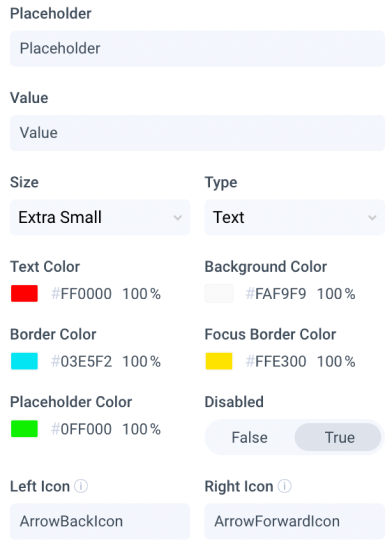 Placeholder
Placeholder
Value
Value
Size Type
Extra Small Text
Text Color Background Color
#FF0000 100% #FAF9F9 100%
Border Color Focus Border Color
#03E5F2 100% #FFE300 100%
Placeholder Color Disabled
#0FF000 100% False True
Left Icon ⓘ Right Icon ⓘ
ArrowBackIcon ArrowForwardIcon